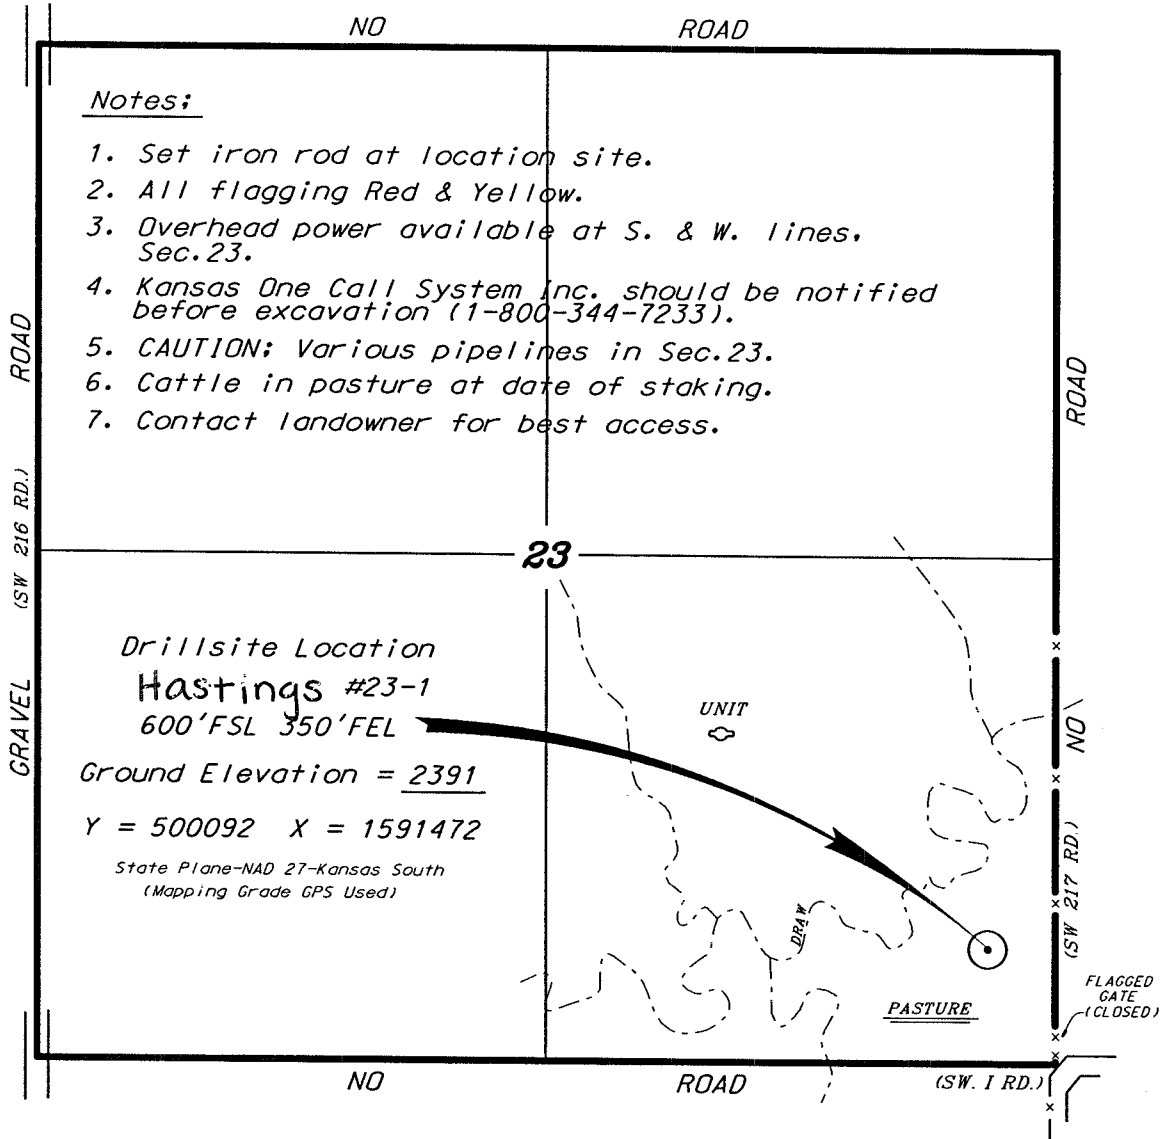 NO ROAD
Notes:
1. Set iron rod at location site.
2. All flagging Red & Yellow.
3. Overhead power available at S. & W. lines,
Sec.23.
4. Kansas One Call System Inc. should be notified
before excavation (1-800-344-7233).
5. CAUTION: Various pipelines in Sec.23.
6. Cattle in pasture at date of staking.
7. Contact landowner for best access.
GRAVEL (SW 216 RD.) ROAD
23
Drillsite Location
Hastings #23-1
600'FSL 350'FEL
Ground Elevation = 2391
Y = 500092 X = 1591472
State Plane-NAD 27-Kansas South
(Mapping Grade GPS Used)
UNIT
DRAW
PASTURE
(SW 217 RD.) NO ROAD
FLAGGED
GATE
(CLOSED)
NO ROAD (SW. I RD.)